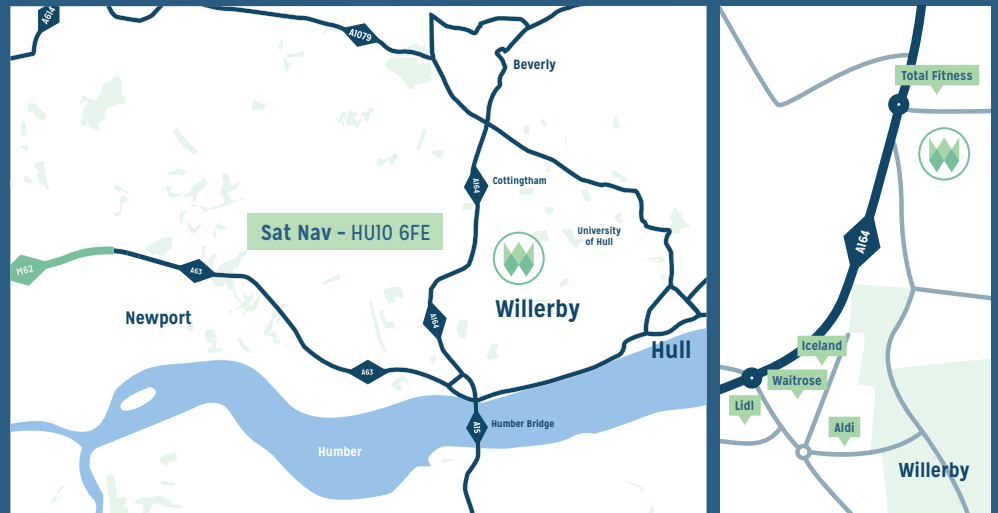 A614
A1079
Beverly
A164
Cottingham
Sat Nav – HU10 6FE
University
of Hull
M62
A63
Willerby
Newport
A164
Hull
A63
A15
Humber Bridge
Humber
Total Fitness
A164
Iceland
Waitrose
Lidl
Aldi
Willerby